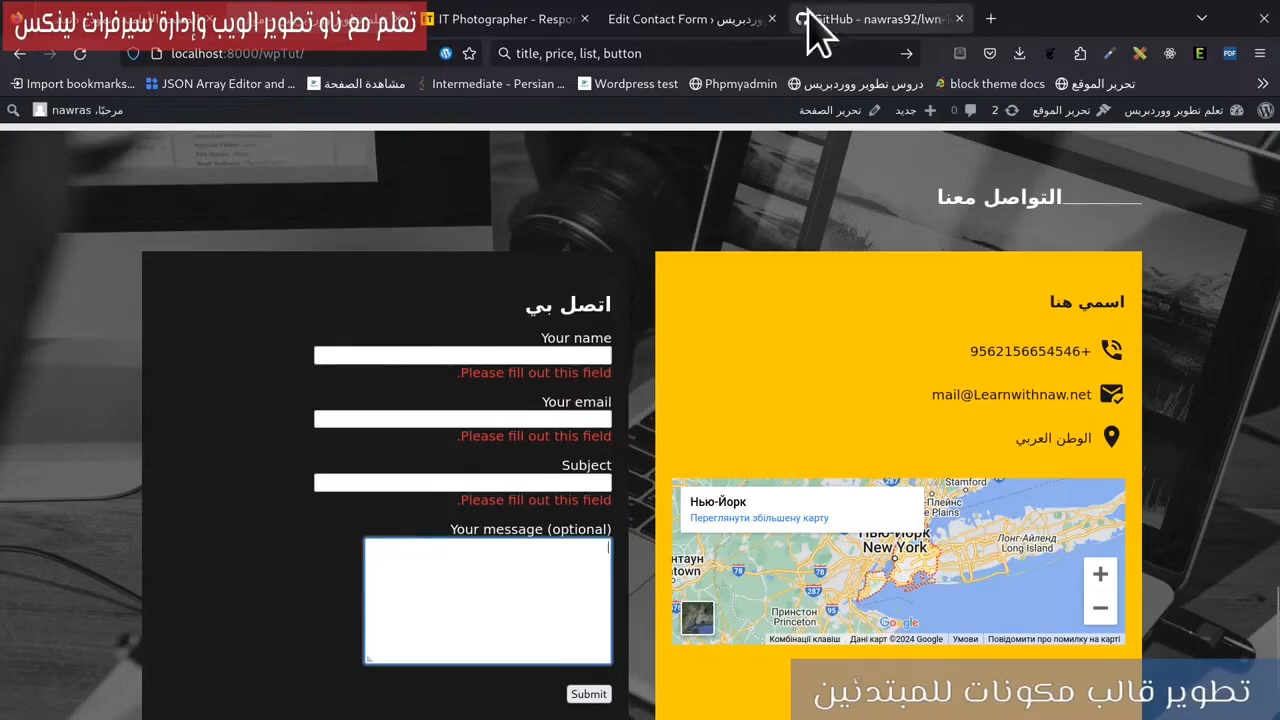 تعلم مع ناو تطوير الويب وإدارة سيرفرات لينكس
IT Photographer - Respo
Edit Contact Form › ووردبريس
GitHub - nawras92/lwn-i
localhost:8000/wpTut/
title, price, list, button
Import bookmarks...
JSON Array Editor and ...
مشاهدة الصفحة
Intermediate - Persian ...
Wordpress test
Phpmyadmin
دروس تطوير ووردبريس
block theme docs
تحرير الموقع
مرحبًا، nawras
تعلم تطوير ووردبريس
تحرير الموقع
2
0
جديد
تحرير الصفحة
التواصل معنا
اسمي هنا
+9562156654546
mail@Learnwithnaw.net
الوطن العربي
Нью-Йорк
Переглянути збільшену карту
Stamford
Лонг-Айленд
Long Island
Нью-Йорк
New York
Принстон
Princeton
78
78
287
287
95
Google
Комбінації клавіш
Дані карт ©2024 Google
Умови
Повідомити про помилку на карті
اتصل بي
Your name
.Please fill out this field
Your email
.Please fill out this field
Subject
.Please fill out this field
Your message (optional)
Submit
تطوير قالب مكونات للمبتدئين